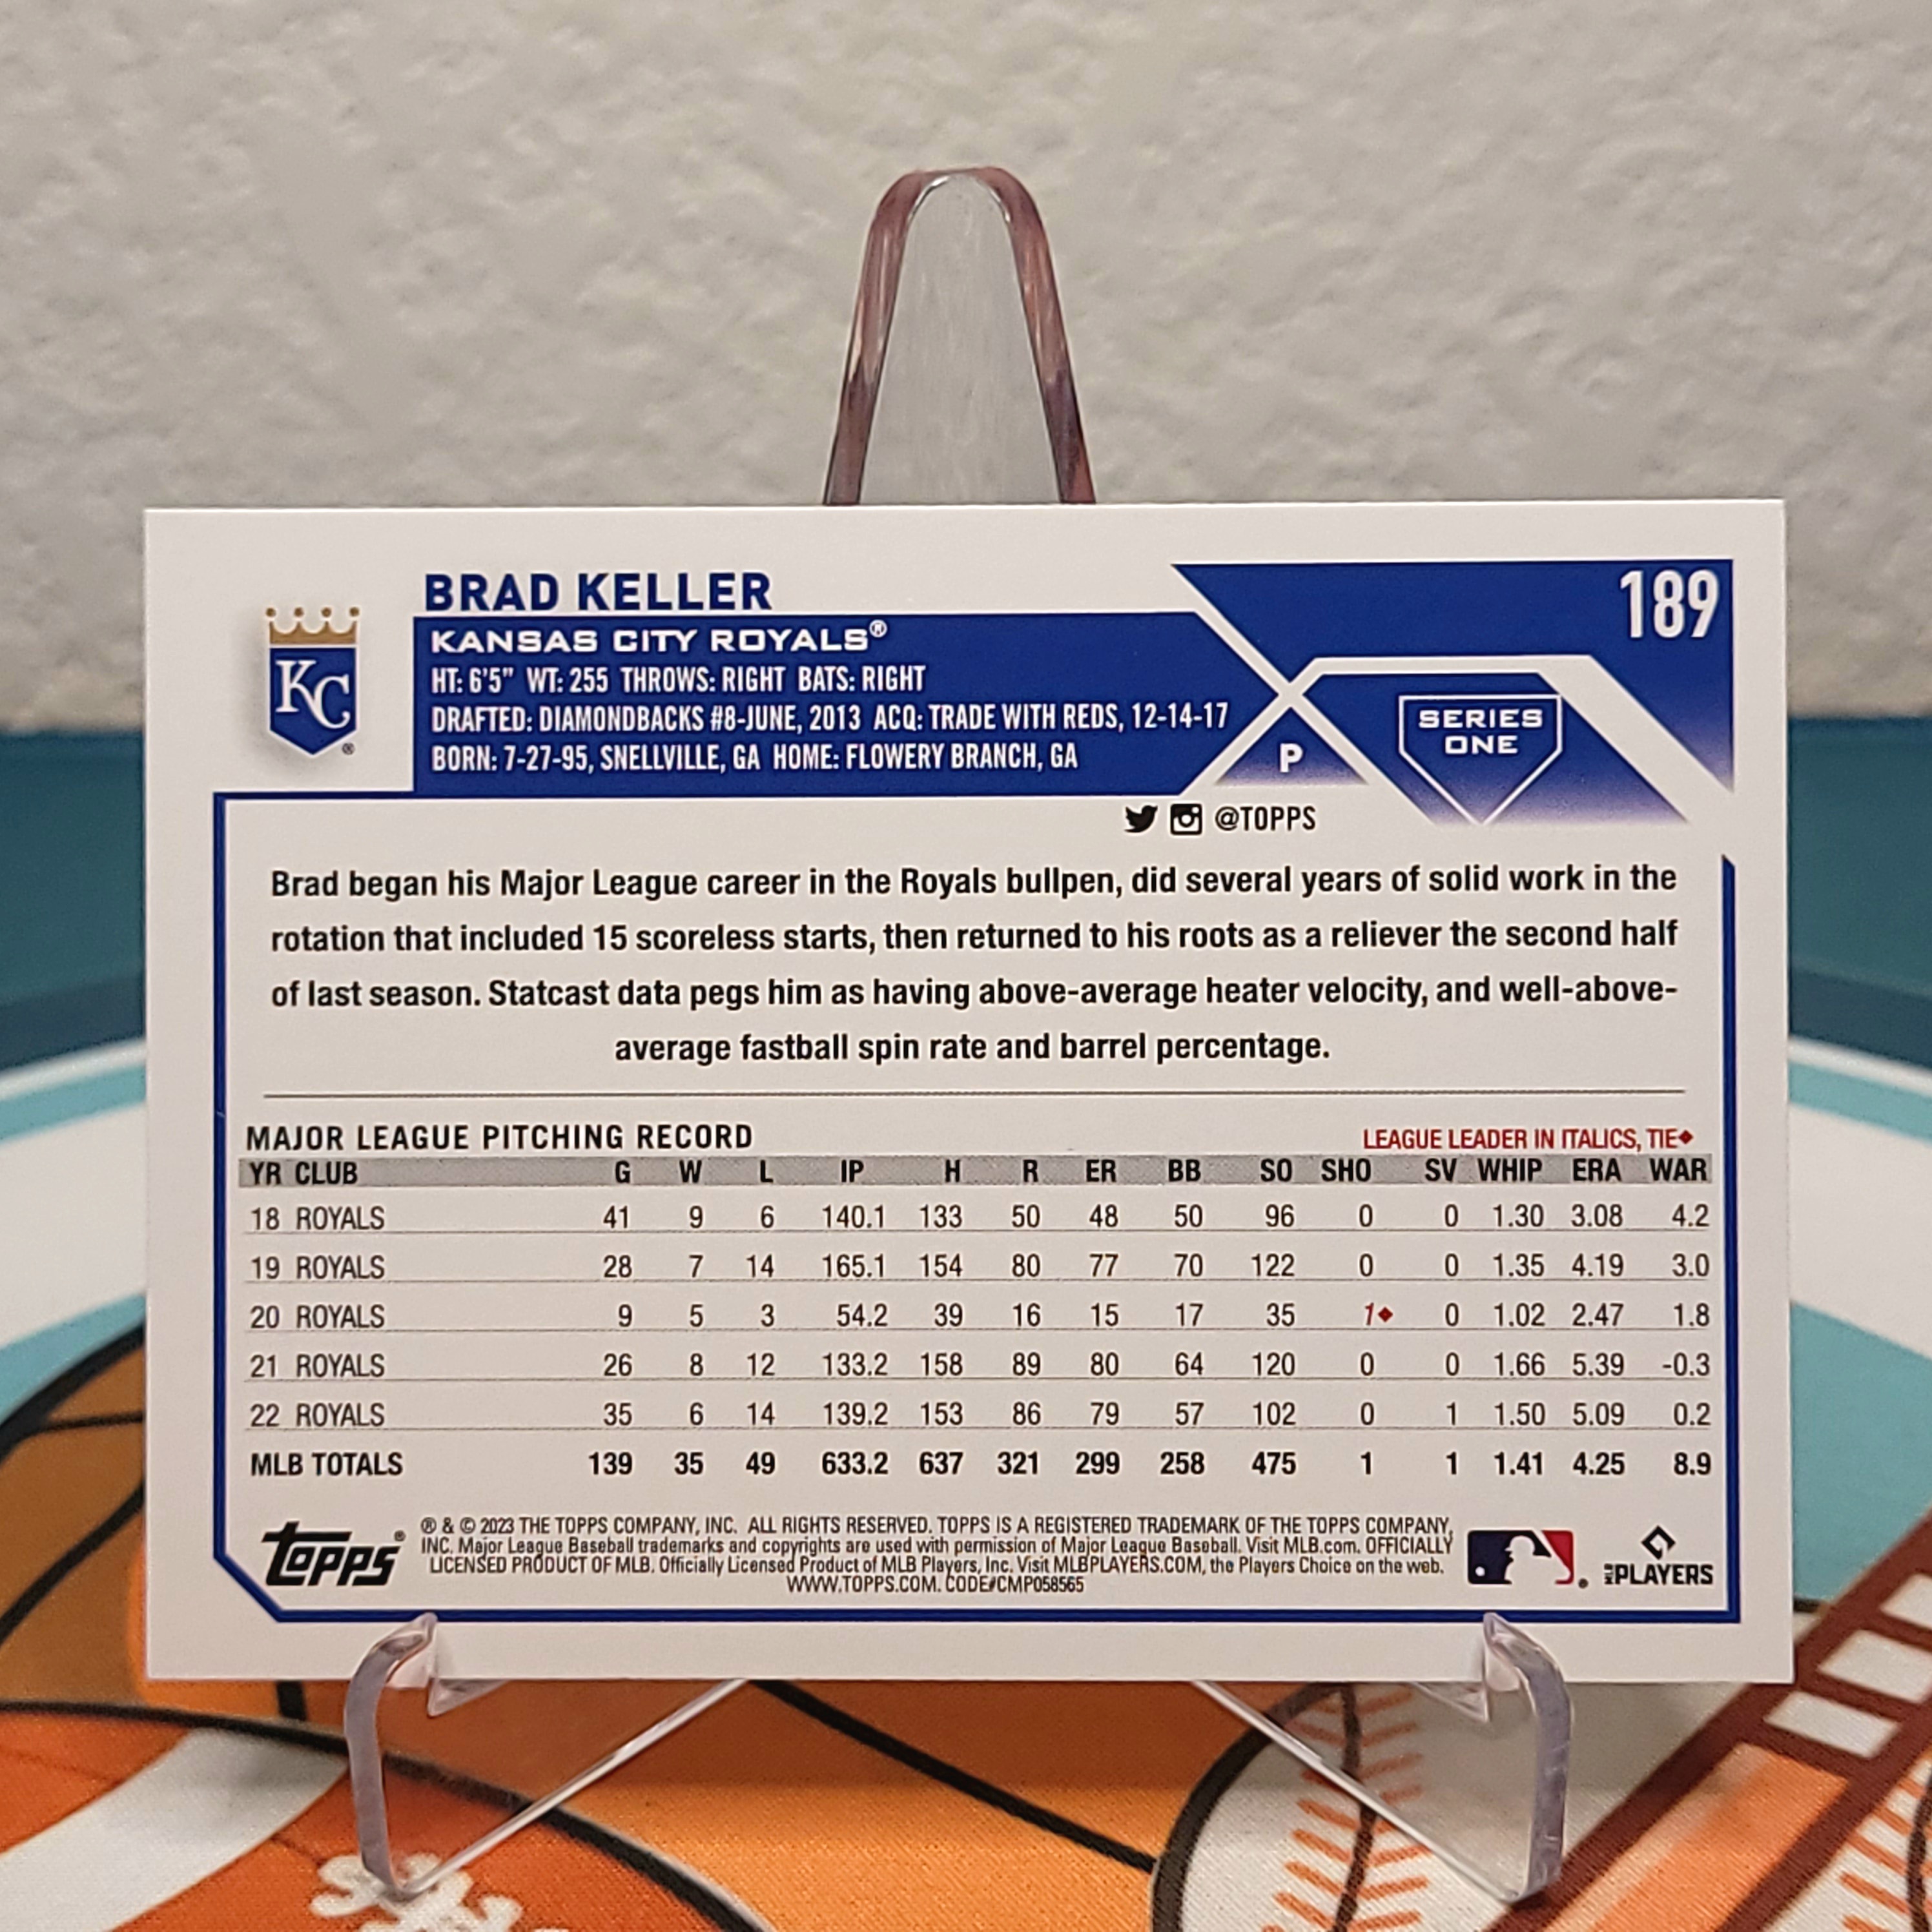 BRAD KELLER
189
KC
®
KANSAS CITY ROYALS®
HT: 6'5" WT: 255 THROWS: RIGHT BATS: RIGHT
DRAFTED: DIAMONDBACKS #8-JUNE, 2013 ACQ: TRADE WITH REDS, 12-14-17
BORN: 7-27-95, SNELLVILLE, GA HOME: FLOWERY BRANCH, GA
P
SERIES
ONE
@TOPPS
Brad began his Major League career in the Royals bullpen, did several years of solid work in the
rotation that included 15 scoreless starts, then returned to his roots as a reliever the second half
of last season. Statcast data pegs him as having above-average heater velocity, and well-above-
average fastball spin rate and barrel percentage.
MAJOR LEAGUE PITCHING RECORD LEAGUE LEADER IN ITALICS, TIE◆
YR CLUB G W L IP H R ER BB SO SHO SV WHIP ERA WAR
18 ROYALS 41 9 6 140.1 133 50 48 50 96 0 0 1.30 3.08 4.2
19 ROYALS 28 7 14 165.1 154 80 77 70 122 0 0 1.35 4.19 3.0
20 ROYALS 9 5 3 54.2 39 16 15 17 35 1◆ 0 1.02 2.47 1.8
21 ROYALS 26 8 12 133.2 158 89 80 64 120 0 0 1.66 5.39 -0.3
22 ROYALS 35 6 14 139.2 153 86 79 57 102 0 1 1.50 5.09 0.2
MLB TOTALS 139 35 49 633.2 637 321 299 258 475 1 1 1.41 4.25 8.9
topps®
® & © 2023 THE TOPPS COMPANY, INC. ALL RIGHTS RESERVED. TOPPS IS A REGISTERED TRADEMARK OF THE TOPPS COMPANY,
INC. Major League Baseball trademarks and copyrights are used with permission of Major League Baseball. Visit MLB.com. OFFICIALLY
LICENSED PRODUCT OF MLB. Officially Licensed Product of MLB Players, Inc. Visit MLBPLAYERS.COM, the Players Choice on the web.
WWW.TOPPS.COM. CODE#CMP058565
MLB PLAYERS